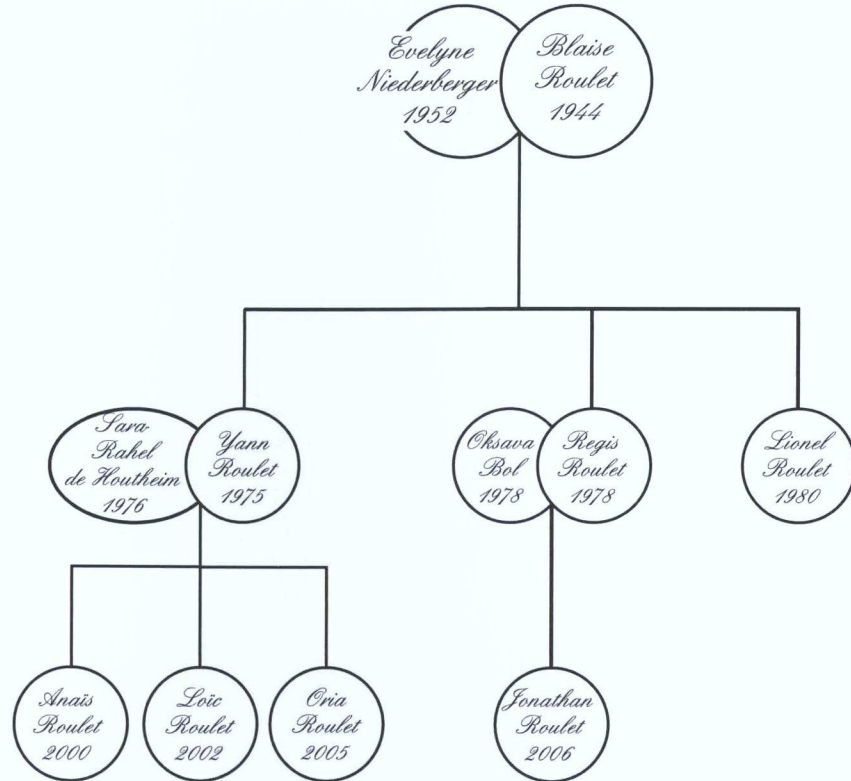 Evelyne
Niederberger
1952
Blaise
Roulet
1944
Sara-
Rahel
de Houtheim
1976
Yann
Roulet
1975
Oksava
Bol
1978
Regis
Roulet
1978
Lionel
Roulet
1980
Anaïs
Roulet
2000
Loïc
Roulet
2002
Oria
Roulet
2005
Jonathan
Roulet
2006